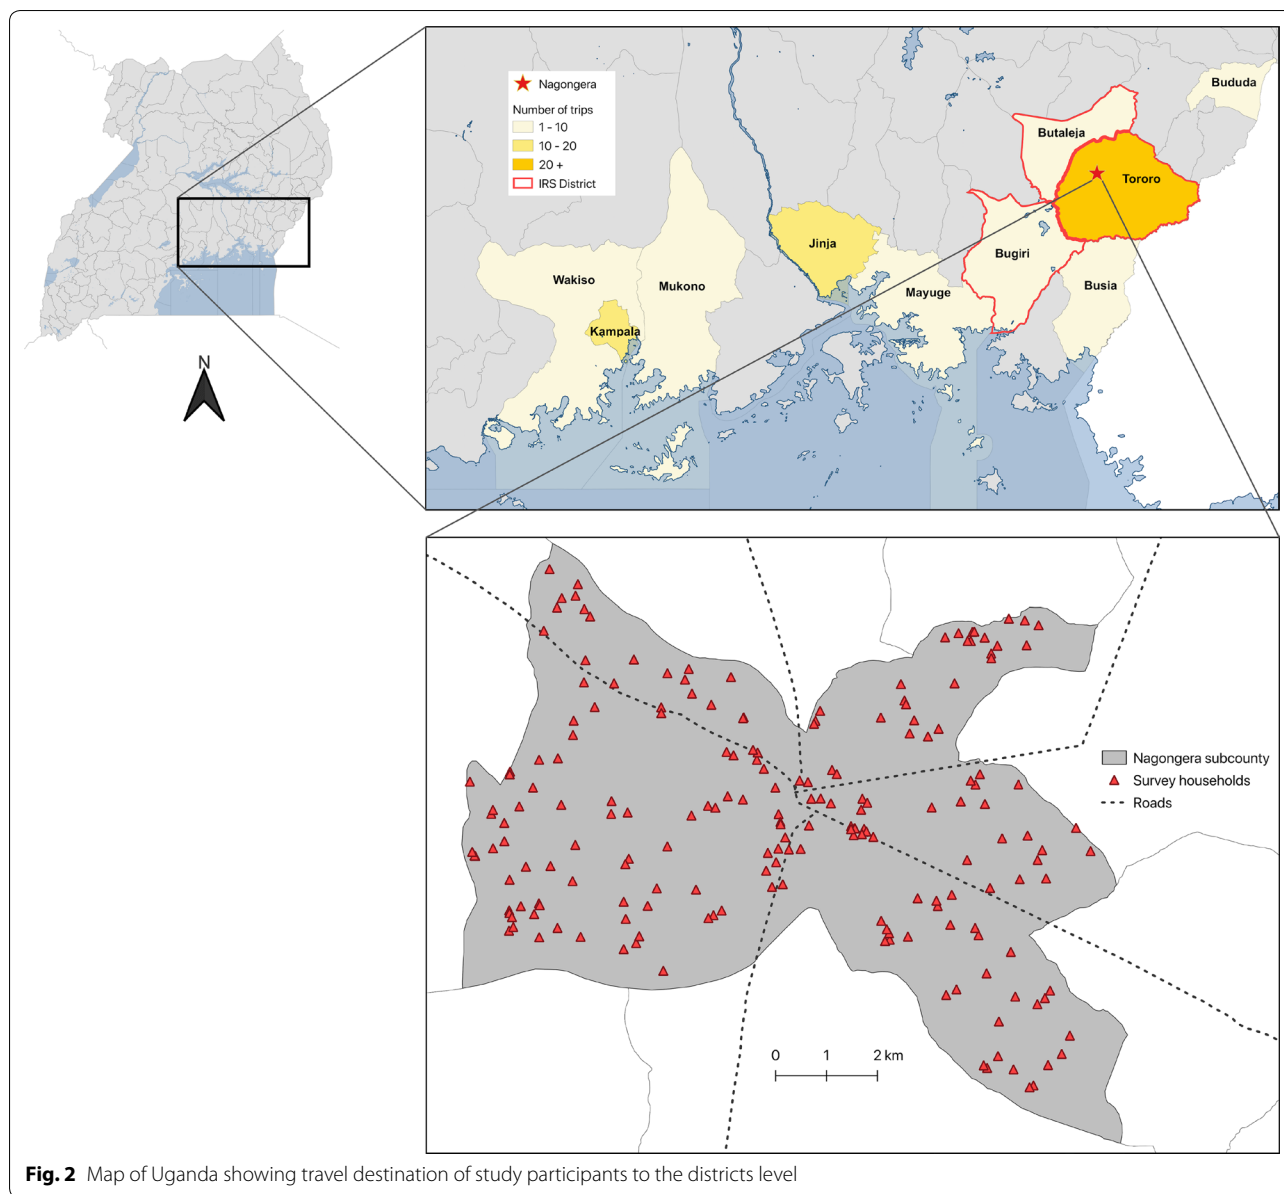 N
Nagongera
Number of trips
1 - 10
10 - 20
20 +
IRS District
Bududa
Butaleja
Tororo
Jinja
Bugiri
Wakiso
Mukono
Mayuge
Busia
Kampala
Nagongera subcounty
Survey households
Roads
0 1 2 km
Fig. 2 Map of Uganda showing travel destination of study participants to the districts level